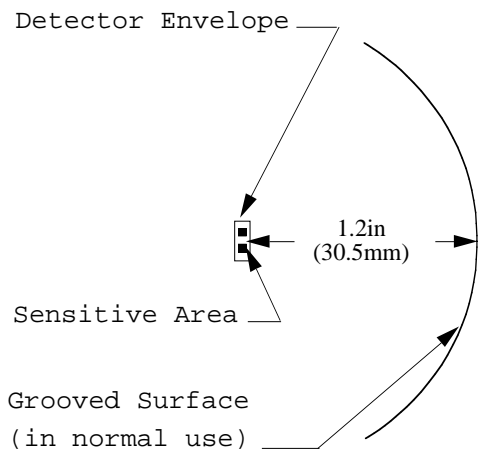 Detector Envelope
1.2in
(30.5mm)
Sensitive Area
Grooved Surface
(in normal use)